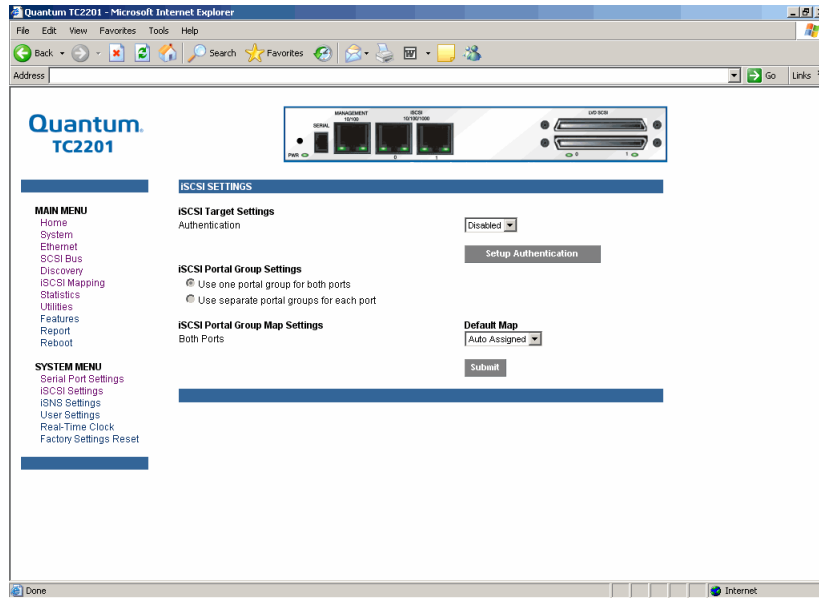 Quantum TC2201 - Microsoft Internet Explorer
File Edit View Favorites Tools Help
Back Search Favorites
Address Go Links
Quantum.
TC2201
MANAGEMENT
10/100
iSCSI
10/100/1000
LVD SCSI
SERIAL
PWR 0 1 0 1
iSCSI SETTINGS
MAIN MENU
Home
System
Ethernet
SCSI Bus
Discovery
iSCSI Mapping
Statistics
Utilities
Features
Report
Reboot
SYSTEM MENU
Serial Port Settings
iSCSI Settings
iSNS Settings
User Settings
Real-Time Clock
Factory Settings Reset
iSCSI Target Settings
Authentication Disabled
Setup Authentication
iSCSI Portal Group Settings
Use one portal group for both ports
Use separate portal groups for each port
iSCSI Portal Group Map Settings Default Map
Both Ports Auto Assigned
Submit
Done Internet